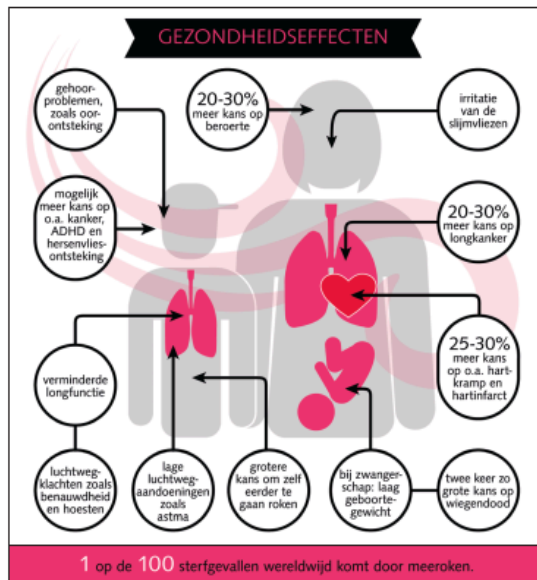 GEZONDHEIDSEFFECTEN
gehoor-
problemen,
zoals oor-
ontsteking
20-30%
meer kans op
beroerte
irritatie
van de
slijmvliezen
mogelijk
meer kans op
o.a. kanker,
ADHD en
hersenvlies-
ontsteking
20-30%
meer kans op
longkanker
verminderde
longfunctie
25-30%
meer kans
op o.a. hart-
kramp en
hartinfarct
luchtweg-
klachten zoals
benauwdheid
en hoesten
lage
luchtweg-
aandoeningen
zoals
astma
grotere
kans om zelf
eerder te
gaan roken
bij zwanger-
schap: laag
geboorte-
gewicht
twee keer zo
grote kans op
wiegendood
1 op de 100 sterfgevallen wereldwijd komt door meeroken.